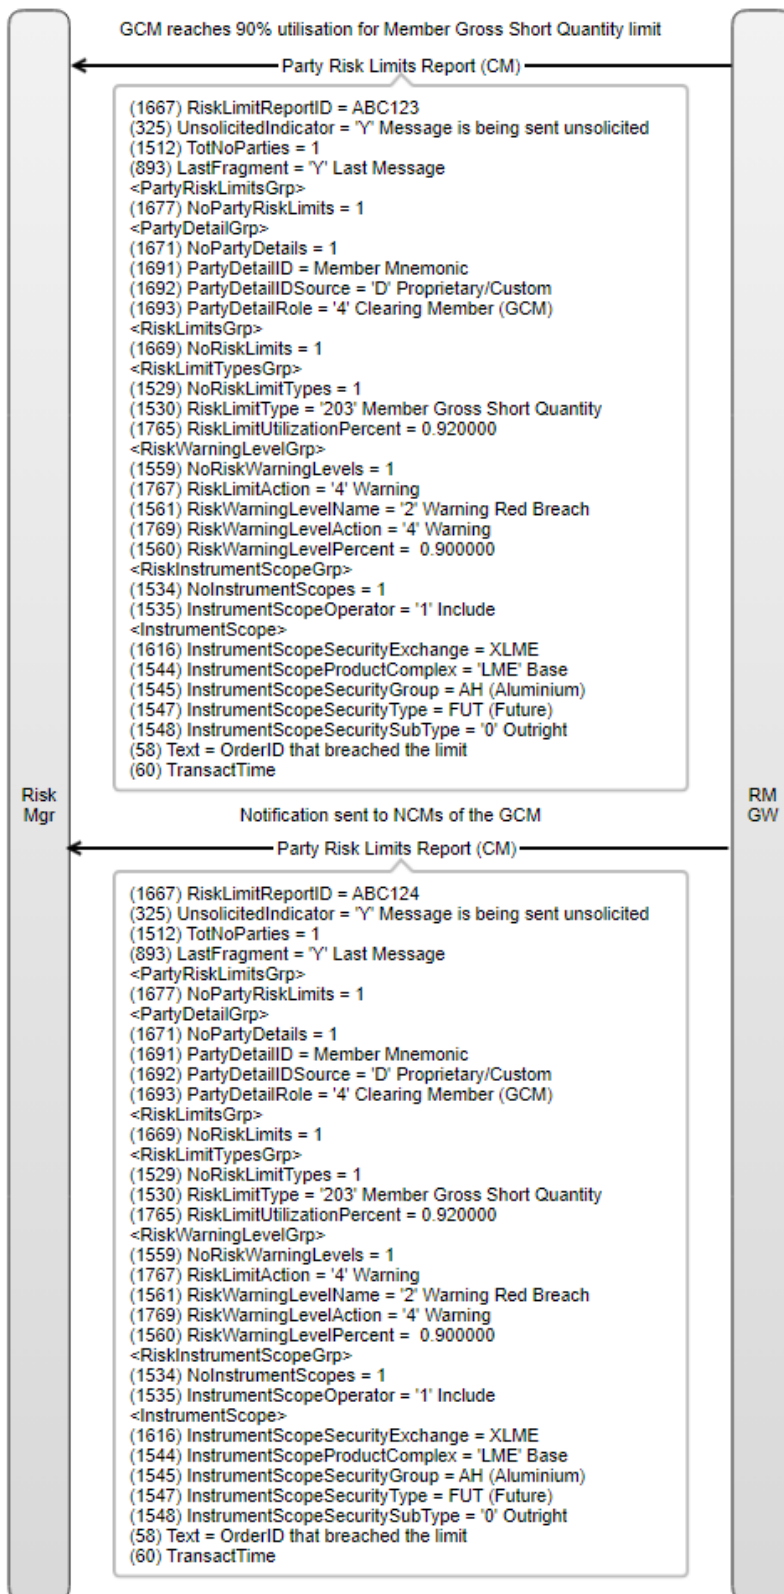 GCM reaches 90% utilisation for Member Gross Short Quantity limit
Party Risk Limits Report (CM)
(1667) RiskLimitReportID = ABC123
(325) UnsolicitedIndicator = 'Y' Message is being sent unsolicited
(1512) TotNoParties = 1
(893) LastFragment = 'Y' Last Message
<PartyRiskLimitsGrp>
(1677) NoPartyRiskLimits = 1
<PartyDetailGrp>
(1671) NoPartyDetails = 1
(1691) PartyDetailID = Member Mnemonic
(1692) PartyDetailIDSource = 'D' Proprietary/Custom
(1693) PartyDetailRole = '4' Clearing Member (GCM)
<RiskLimitsGrp>
(1669) NoRiskLimits = 1
<RiskLimitTypesGrp>
(1529) NoRiskLimitTypes = 1
(1530) RiskLimitType = '203' Member Gross Short Quantity
(1765) RiskLimitUtilizationPercent = 0.920000
<RiskWarningLevelGrp>
(1559) NoRiskWarningLevels = 1
(1767) RiskLimitAction = '4' Warning
(1561) RiskWarningLevelName = '2' Warning Red Breach
(1769) RiskWarningLevelAction = '4' Warning
(1560) RiskWarningLevelPercent =  0.900000
<RiskInstrumentScopeGrp>
(1534) NoInstrumentScopes = 1
(1535) InstrumentScopeOperator = '1' Include
<InstrumentScope>
(1616) InstrumentScopeSecurityExchange = XLME
(1544) InstrumentScopeProductComplex = 'LME' Base
(1545) InstrumentScopeSecurityGroup = AH (Aluminium)
(1547) InstrumentScopeSecurityType = FUT (Future)
(1548) InstrumentScopeSecuritySubType = '0' Outright
(58) Text = OrderID that breached the limit
(60) TransactTime
Risk
Mgr
RM
GW
Notification sent to NCMs of the GCM
Party Risk Limits Report (CM)
(1667) RiskLimitReportID = ABC124
(325) UnsolicitedIndicator = 'Y' Message is being sent unsolicited
(1512) TotNoParties = 1
(893) LastFragment = 'Y' Last Message
<PartyRiskLimitsGrp>
(1677) NoPartyRiskLimits = 1
<PartyDetailGrp>
(1671) NoPartyDetails = 1
(1691) PartyDetailID = Member Mnemonic
(1692) PartyDetailIDSource = 'D' Proprietary/Custom
(1693) PartyDetailRole = '4' Clearing Member (GCM)
<RiskLimitsGrp>
(1669) NoRiskLimits = 1
<RiskLimitTypesGrp>
(1529) NoRiskLimitTypes = 1
(1530) RiskLimitType = '203' Member Gross Short Quantity
(1765) RiskLimitUtilizationPercent = 0.920000
<RiskWarningLevelGrp>
(1559) NoRiskWarningLevels = 1
(1767) RiskLimitAction = '4' Warning
(1561) RiskWarningLevelName = '2' Warning Red Breach
(1769) RiskWarningLevelAction = '4' Warning
(1560) RiskWarningLevelPercent =  0.900000
<RiskInstrumentScopeGrp>
(1534) NoInstrumentScopes = 1
(1535) InstrumentScopeOperator = '1' Include
<InstrumentScope>
(1616) InstrumentScopeSecurityExchange = XLME
(1544) InstrumentScopeProductComplex = 'LME' Base
(1545) InstrumentScopeSecurityGroup = AH (Aluminium)
(1547) InstrumentScopeSecurityType = FUT (Future)
(1548) InstrumentScopeSecuritySubType = '0' Outright
(58) Text = OrderID that breached the limit
(60) TransactTime